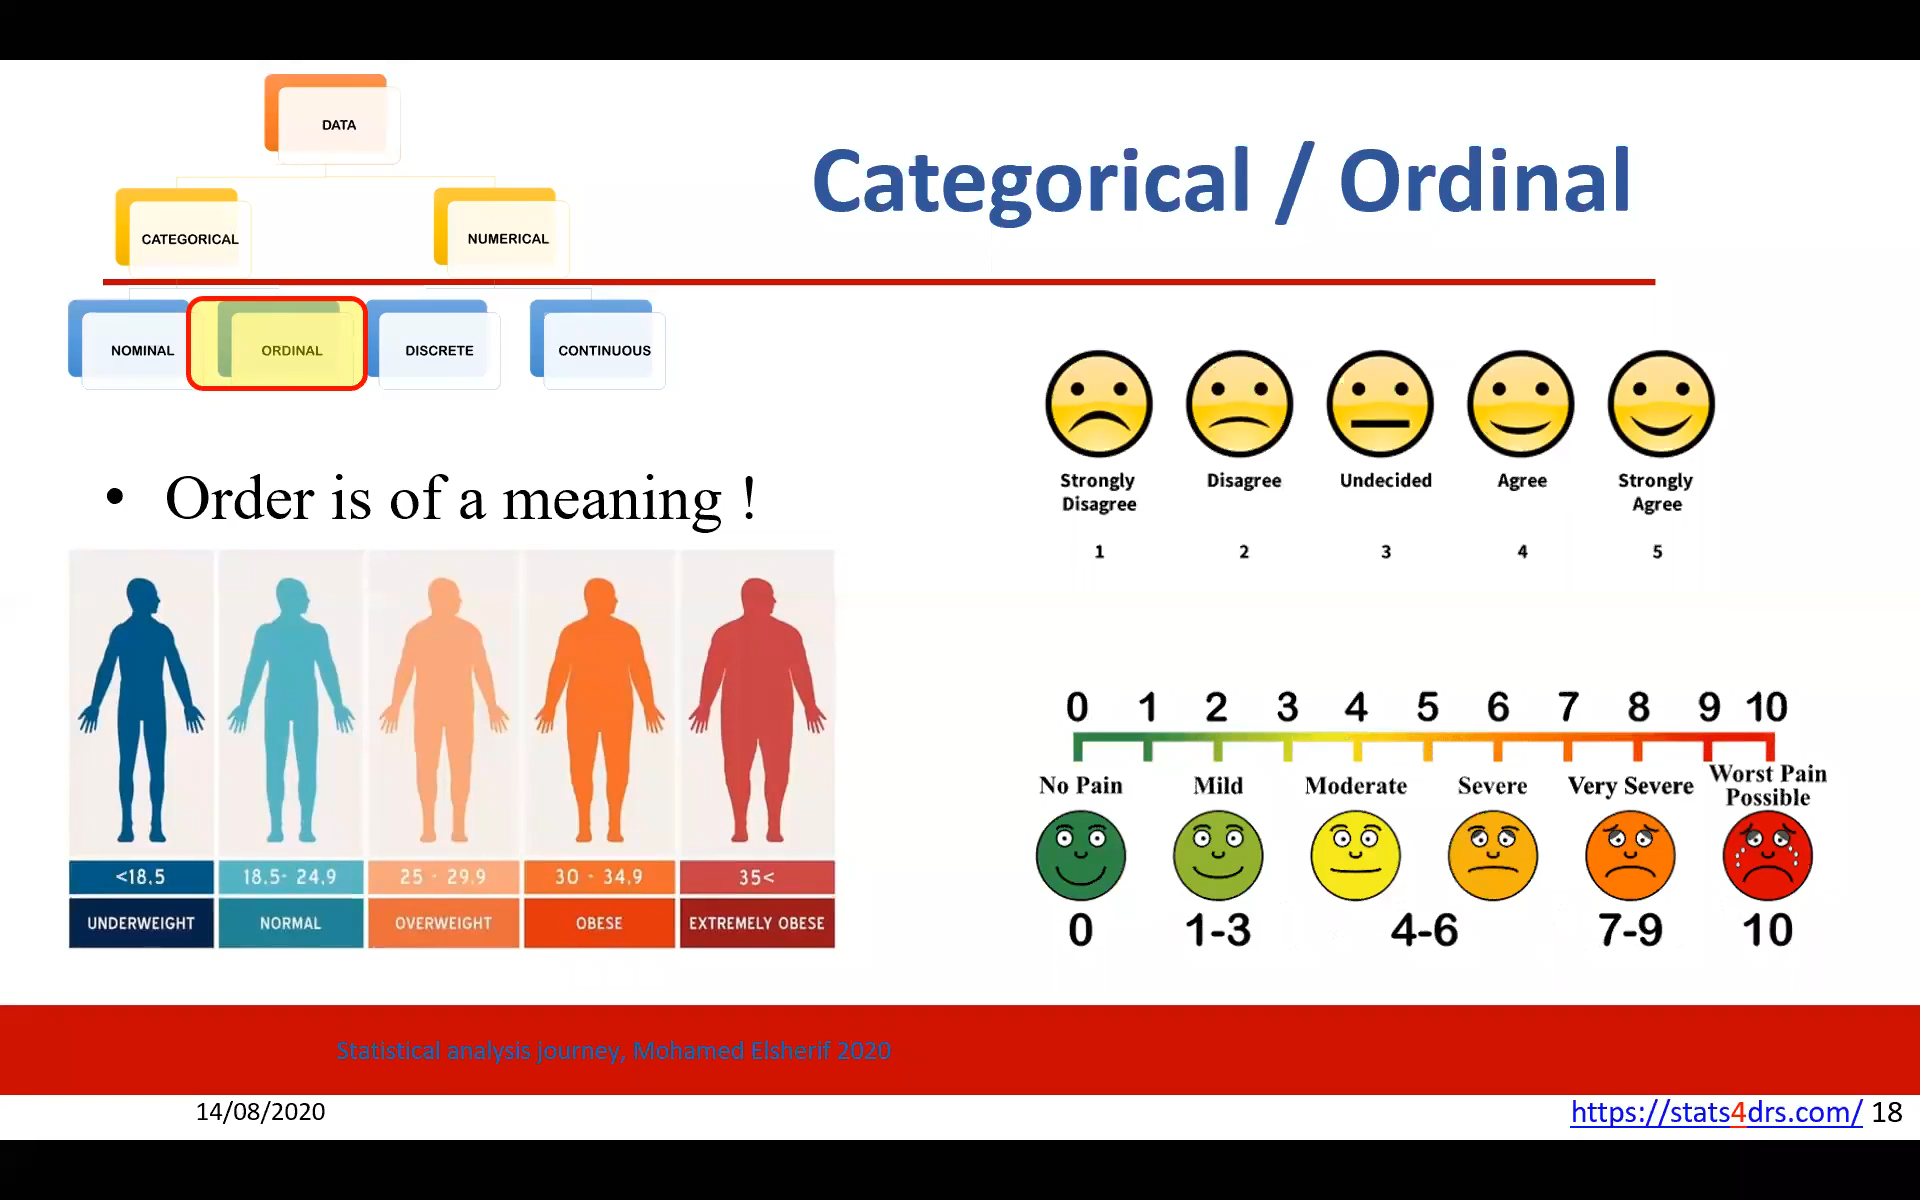 DATA
Categorical / Ordinal
CATEGORICAL
NUMERICAL
NOMINAL
ORDINAL
DISCRETE
CONTINUOUS
• Order is of a meaning !
<18,5
18,5- 24,9
25 - 29,9
30 - 34,9
35<
UNDERWEIGHT
NORMAL
OVERWEIGHT
OBESE
EXTREMELY OBESE
Strongly Disagree
Disagree
Undecided
Agree
Strongly Agree
1 2 3 4 5
0 1 2 3 4 5 6 7 8 9 10
No Pain
Mild
Moderate
Severe
Very Severe
Worst Pain
Possible
0 1-3 4-6 7-9 10
Statistical analysis journey, Mohamed Elsherif 2020
14/08/2020
https://stats4drs.com/ 18